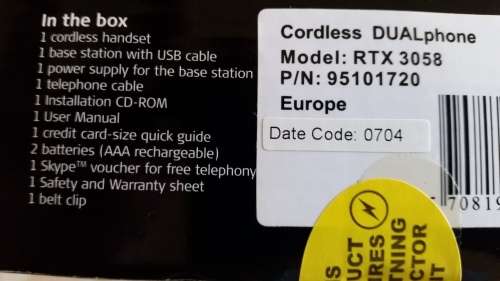 In the box
1 cordless handset
1 base station with USB cable
1 power supply for the base station
1 telephone cable
1 Installation CD-ROM
1 User Manual
1 credit card-size quick guide
2 batteries (AAA rechargeable)
1 Skype™ voucher for free telephony
1 Safety and Warranty sheet
1 belt clip
Cordless DUALphone
Model: RTX 3058
P/N: 95101720
Europe
Date Code: 0704
70819